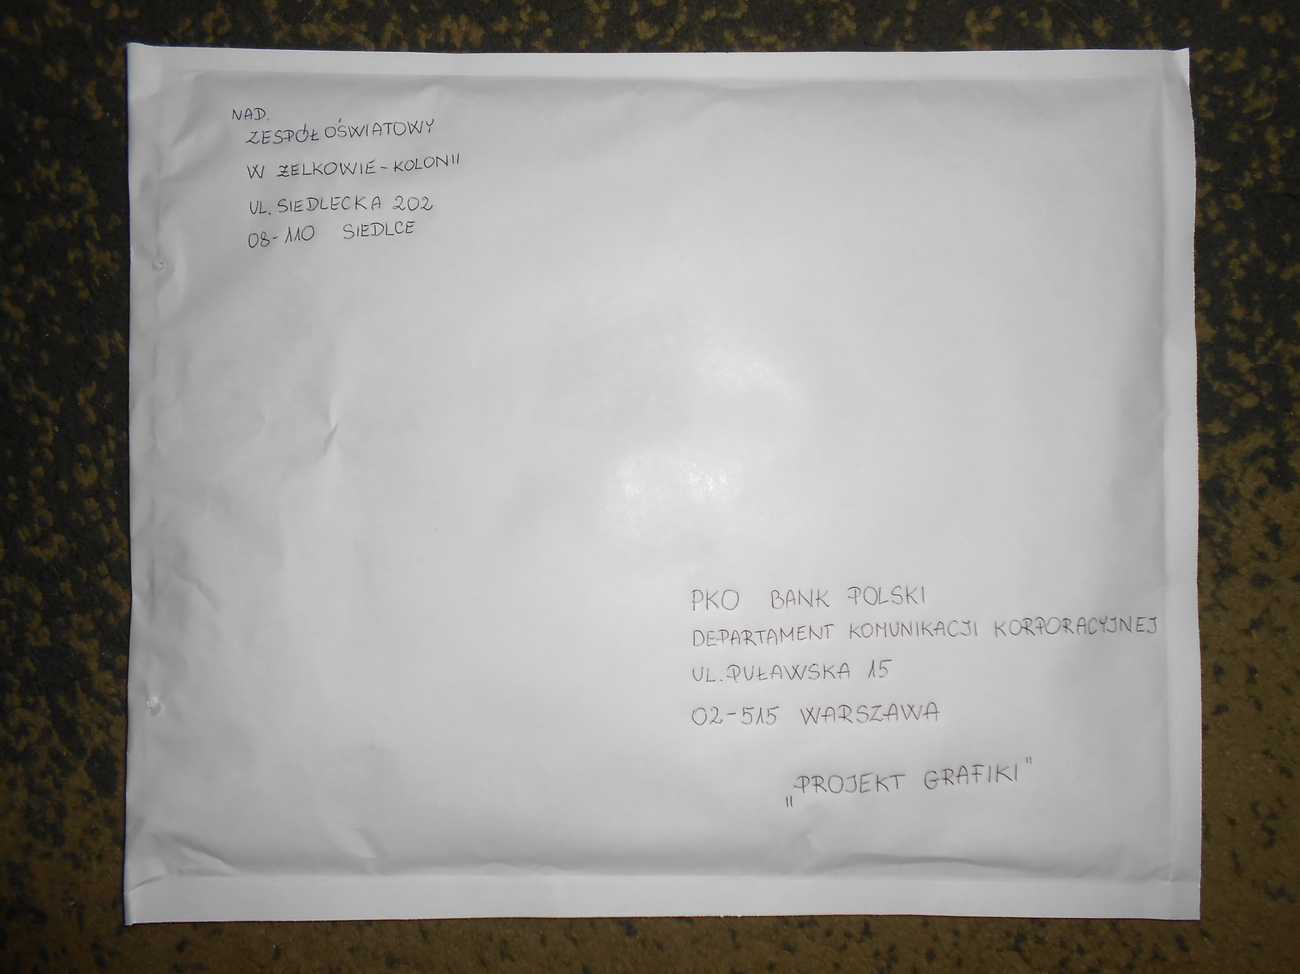 NAD.
ZESPÓŁ OŚWIATOWY
W ŻELKOWIE-KOLONII
UL. SIEDLECKA 202
08-110 SIEDLCE
PKO BANK POLSKI
DEPARTAMENT KOMUNIKACJI KORPORACYJNEJ
UL. PUŁAWSKA 15
02-515 WARSZAWA
„PROJEKT GRAFIKI"